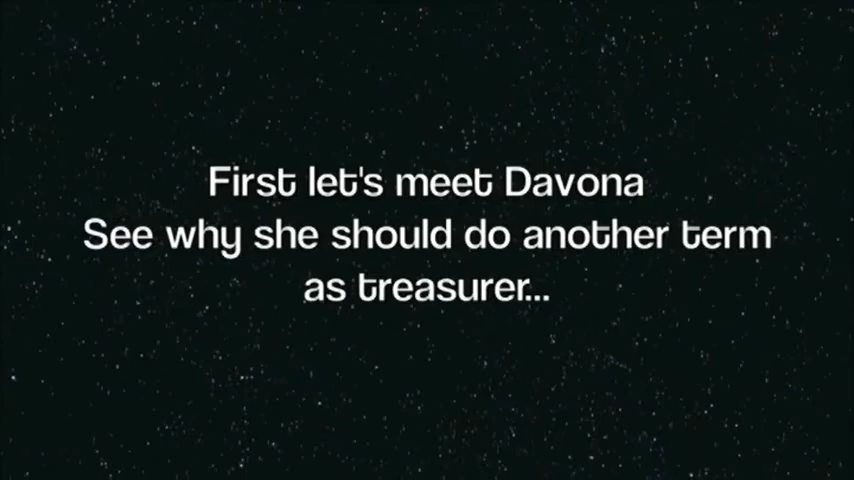 First let's meet Davona
See why she should do another term
as treasurer...